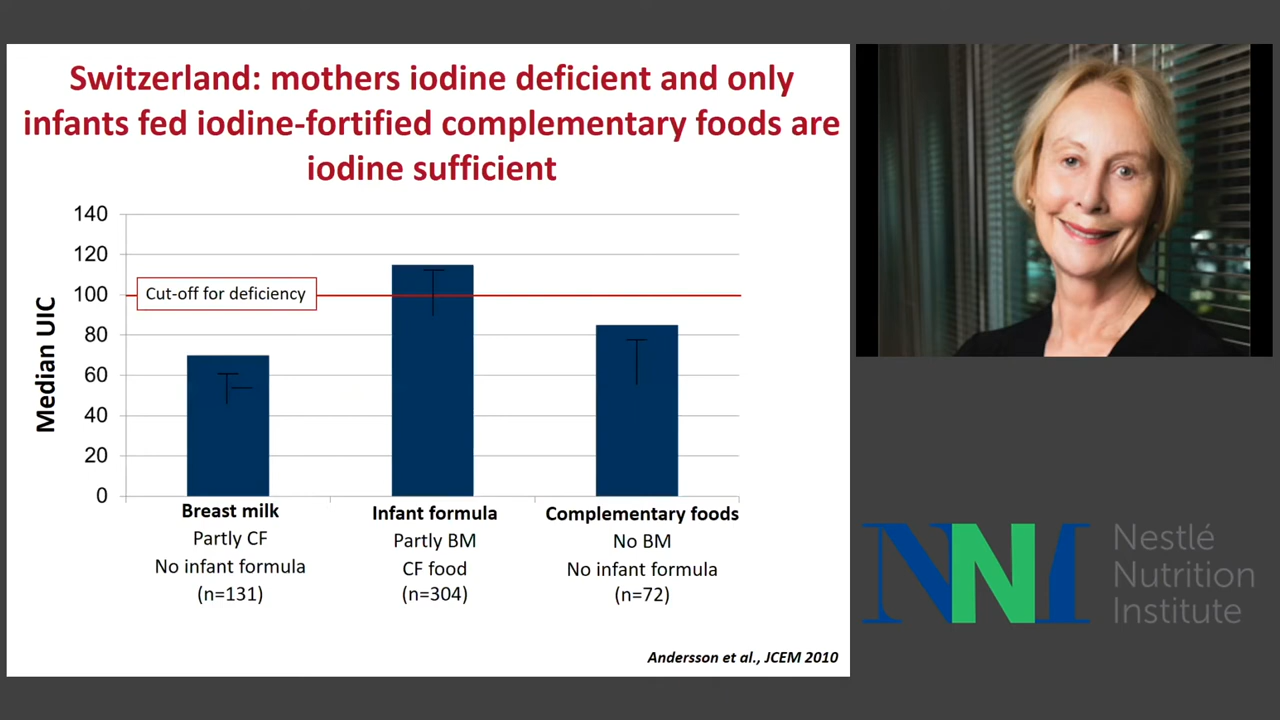 Switzerland: mothers iodine deficient and only
infants fed iodine-fortified complementary foods are
iodine sufficient
140
120
100
80
60
40
20
0
Median UIC
Cut-off for deficiency
Breast milk
Partly CF
No infant formula
(n=131)
Infant formula
Partly BM
CF food
(n=304)
Complementary foods
No BM
No infant formula
(n=72)
Andersson et al., JCEM 2010
NNI
Nestlé
Nutrition
Institute